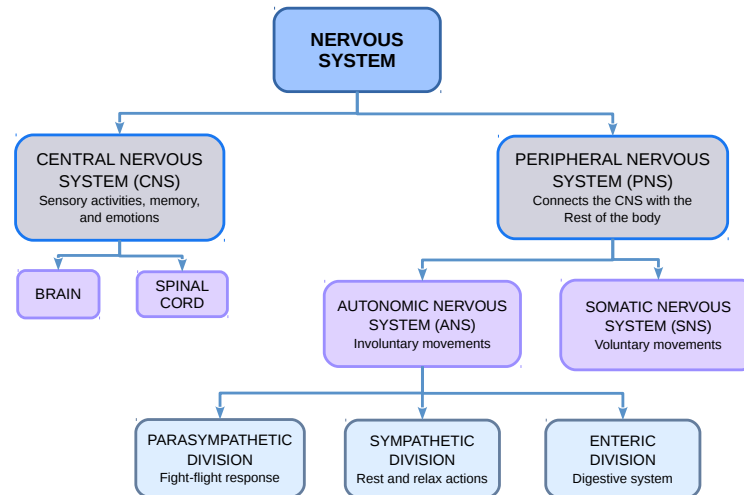 NERVOUS
SYSTEM
CENTRAL NERVOUS
SYSTEM (CNS)
Sensory activities, memory,
and emotions
PERIPHERAL NERVOUS
SYSTEM (PNS)
Connects the CNS with the
Rest of the body
BRAIN
SPINAL
CORD
AUTONOMIC NERVOUS
SYSTEM (ANS)
Involuntary movements
SOMATIC NERVOUS
SYSTEM (SNS)
Voluntary movements
PARASYMPATHETIC
DIVISION
Fight-flight response
SYMPATHETIC
DIVISION
Rest and relax actions
ENTERIC
DIVISION
Digestive system